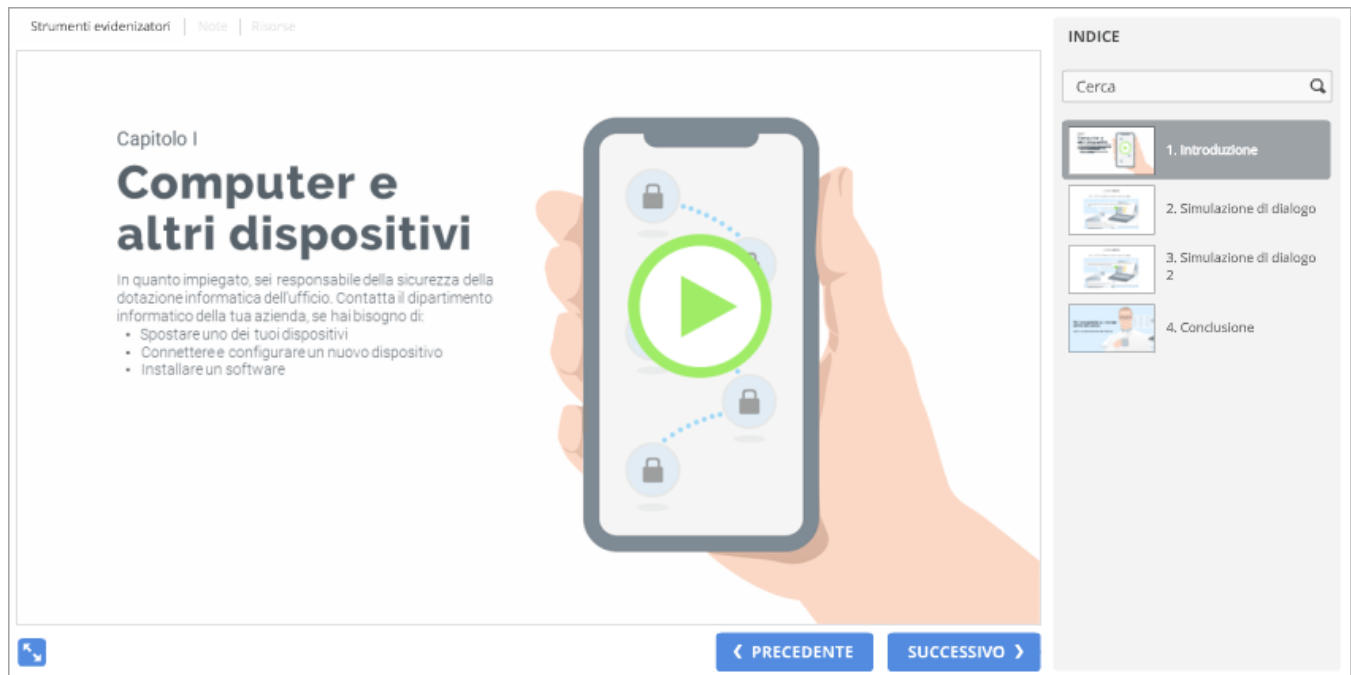 Strumenti evidenizatori | Note | Risorse
Capitolo I
Computer e
altri dispositivi
In quanto impiegato, sei responsabile della sicurezza della
dotazione informatica dell'ufficio. Contatta il dipartimento
informatico della tua azienda, se hai bisogno di:
• Spostare uno dei tuoi dispositivi
• Connettere e configurare un nuovo dispositivo
• Installare un software
❮ PRECEDENTE
SUCCESSIVO ❯
INDICE
Cerca
1. Introduzione
2. Simulazione di dialogo
3. Simulazione di dialogo
2
4. Conclusione